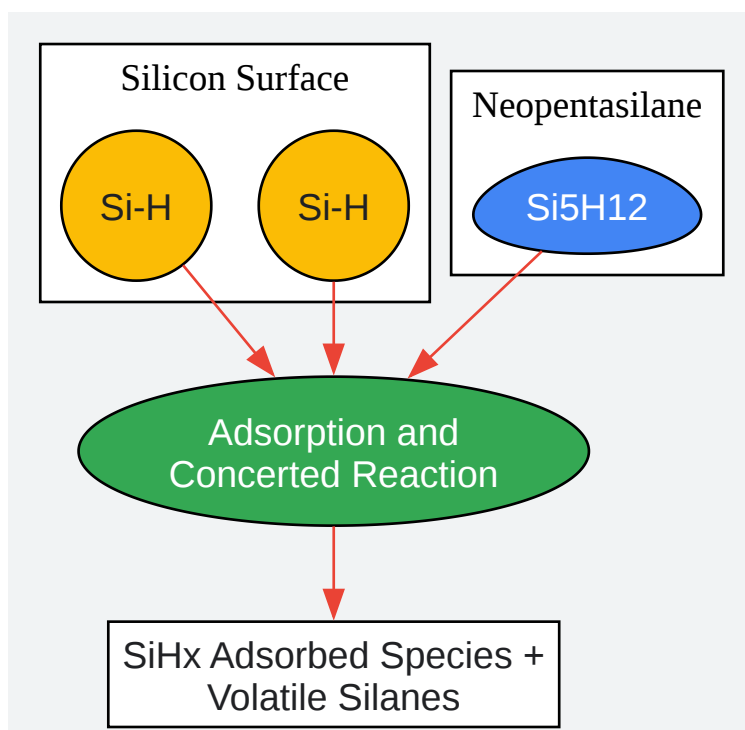 Silicon Surface
Neopentasilane
Si-H
Si-H
Si5H12
Adsorption and
Concerted Reaction
SiHx Adsorbed Species +
Volatile Silanes